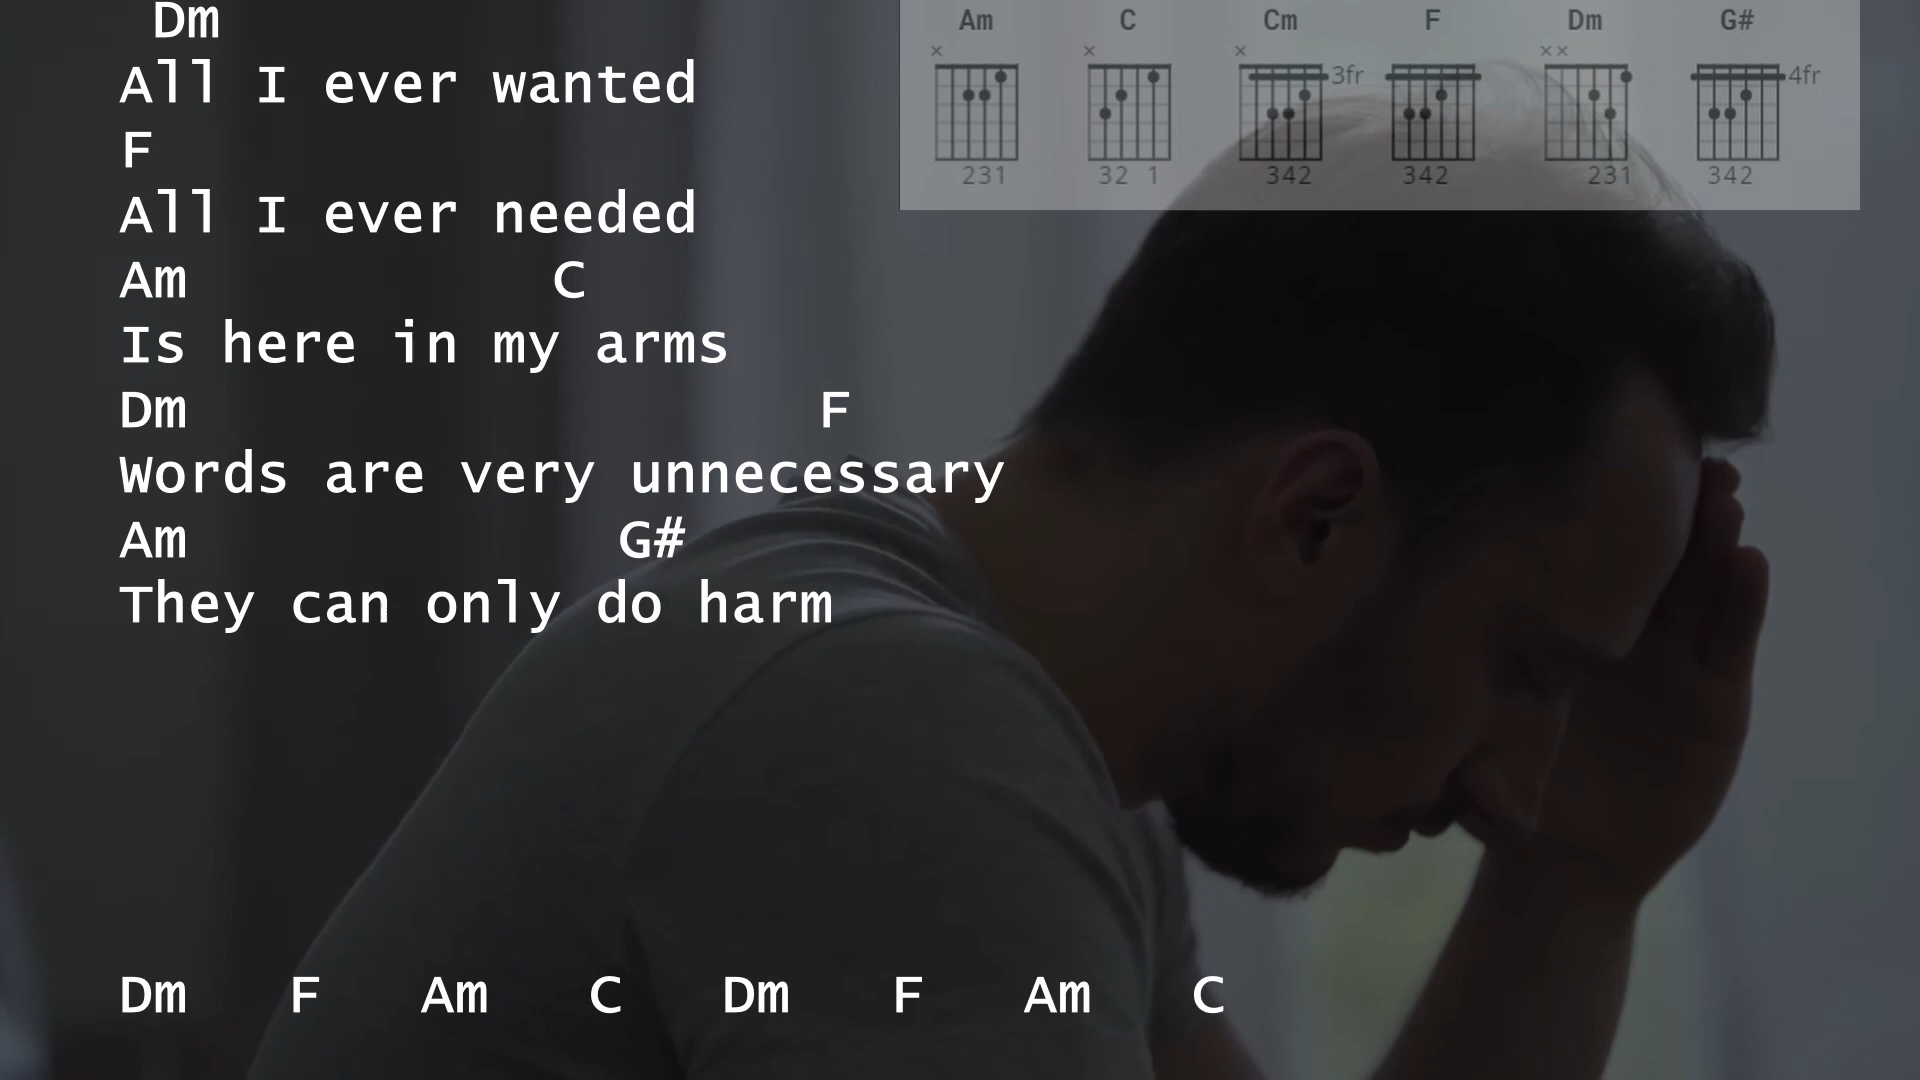 Dm
All I ever wanted
F
All I ever needed
Am C
Is here in my arms
Dm F
Words are very unnecessary
Am G#
They can only do harm
Dm F Am C Dm F Am C
Am C Cm F Dm G#
× × × ××
3fr 4fr
231 32 1 342 342 231 342